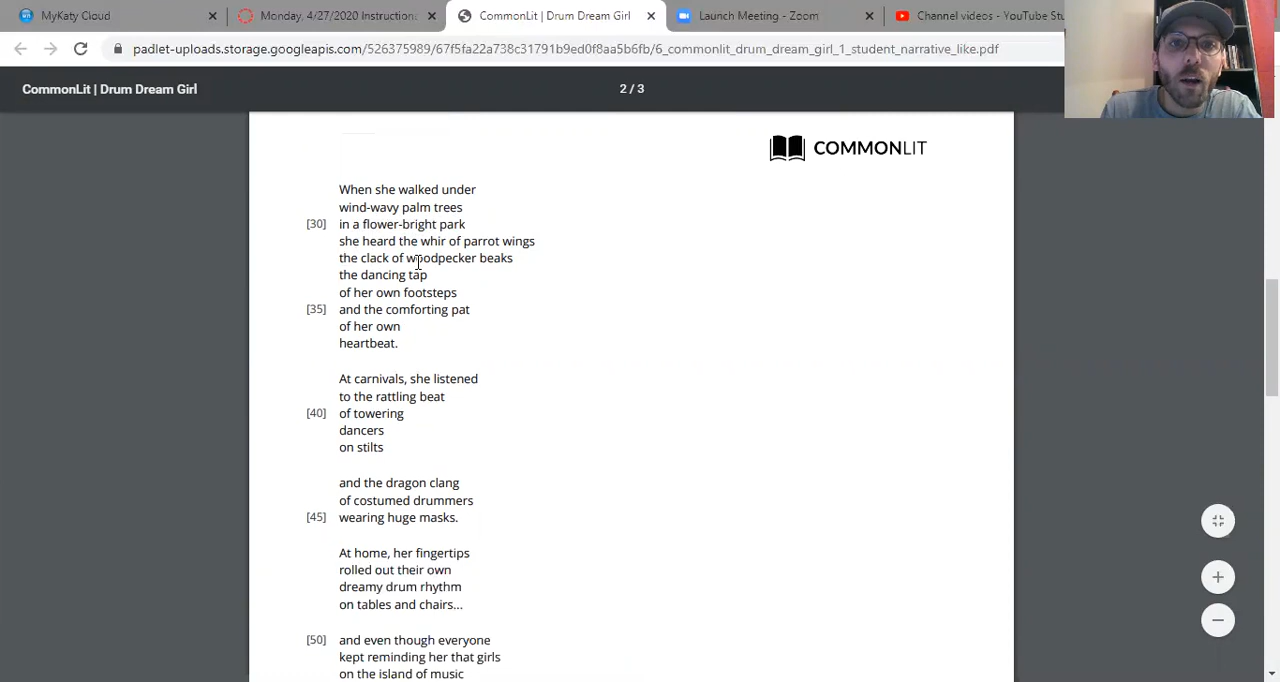 MyKaty Cloud
Monday, 4/27/2020 Instructions
CommonLit | Drum Dream Girl
Launch Meeting - Zoom
Channel videos - YouTube Stu
padlet-uploads.storage.googleapis.com/526375989/67f5fa22a738c31791b9ed0f8aa5b6fb/6_commonlit_drum_dream_girl_1_student_narrative_like.pdf
CommonLit | Drum Dream Girl
2 / 3
COMMONLIT
When she walked under
wind-wavy palm trees
[30] in a flower-bright park
she heard the whir of parrot wings
the clack of woodpecker beaks
the dancing tap
of her own footsteps
[35] and the comforting pat
of her own
heartbeat.
At carnivals, she listened
to the rattling beat
[40] of towering
dancers
on stilts
and the dragon clang
of costumed drummers
[45] wearing huge masks.
At home, her fingertips
rolled out their own
dreamy drum rhythm
on tables and chairs…
[50] and even though everyone
kept reminding her that girls
on the island of music